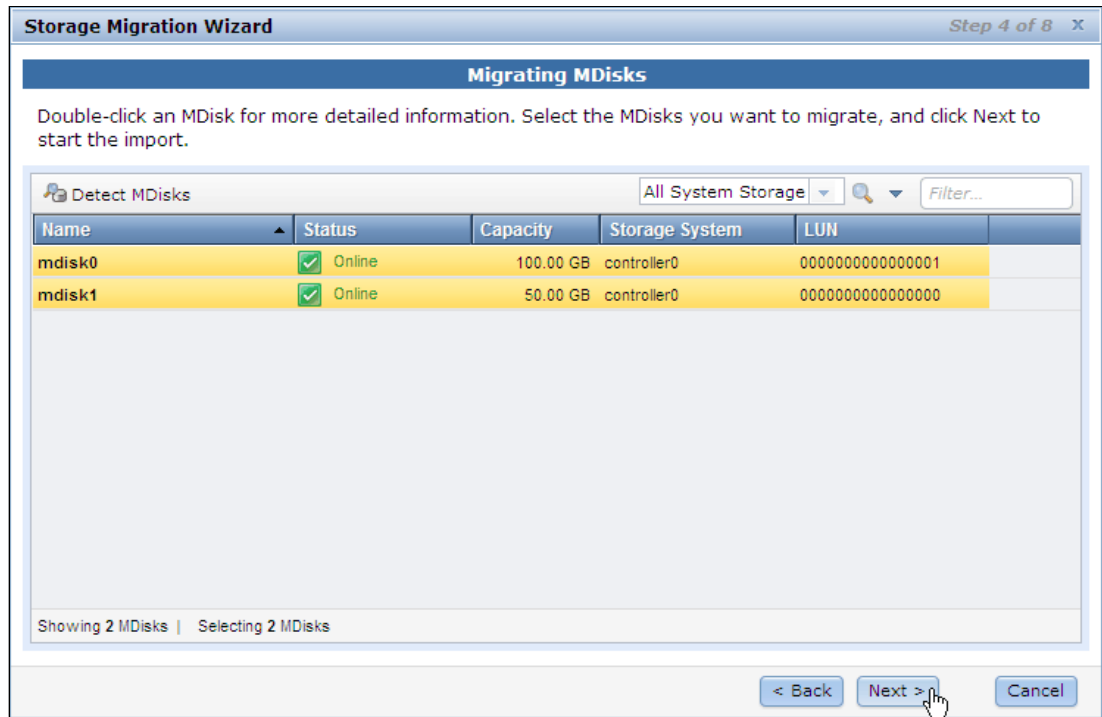 Storage Migration Wizard Step 4 of 8 X
Migrating MDisks
Double-click an MDisk for more detailed information. Select the MDisks you want to migrate, and click Next to
start the import.
Detect MDisks All System Storage Filter...
Name Status Capacity Storage System LUN
mdisk0 Online 100.00 GB controller0 0000000000000001
mdisk1 Online 50.00 GB controller0 0000000000000000
Showing 2 MDisks | Selecting 2 MDisks
< Back Next > Cancel